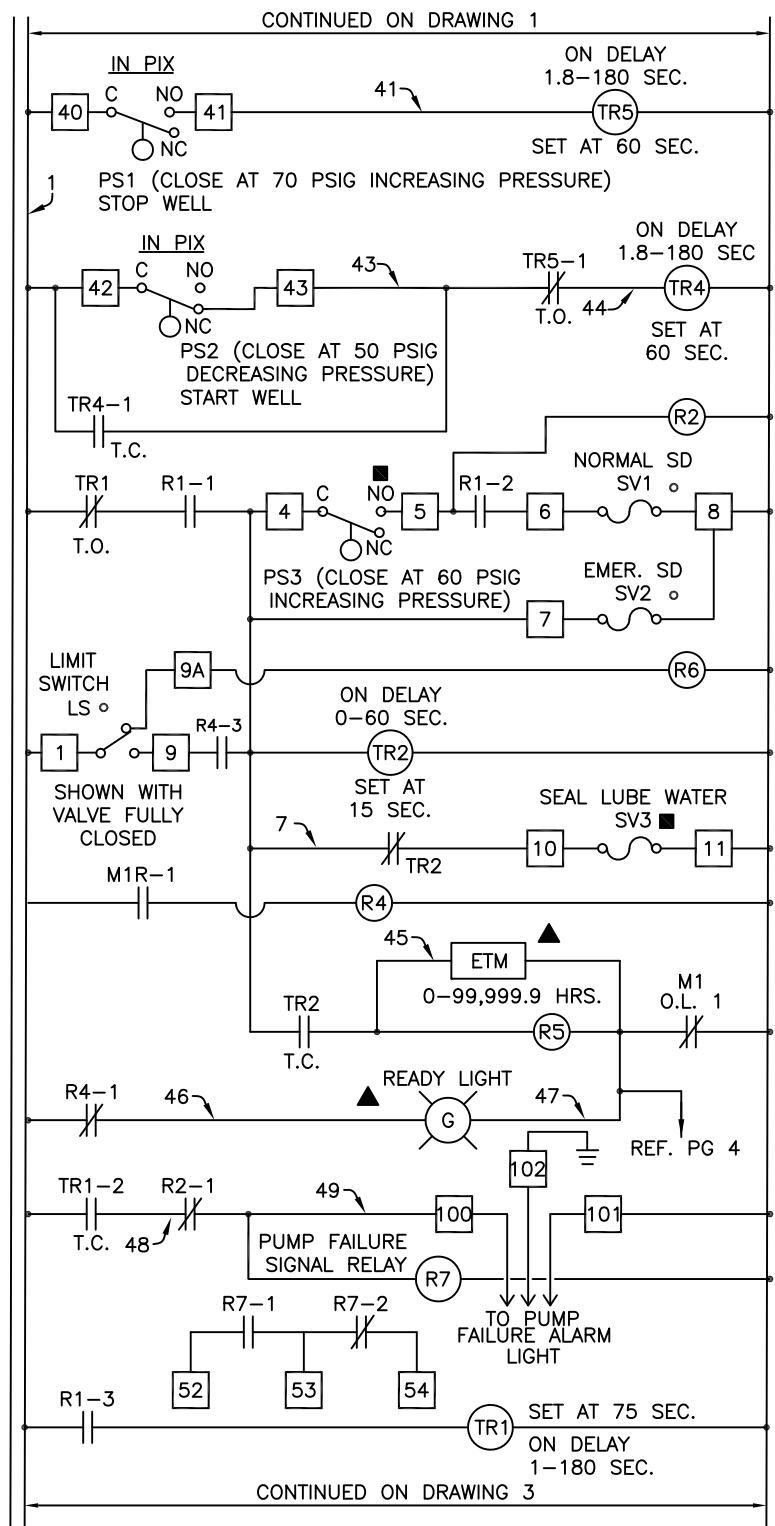 CONTINUED ON DRAWING 1
IN PIX
ON DELAY
1.8-180 SEC.
C NO
41
40
41
TR5
NC
SET AT 60 SEC.
1
PS1 (CLOSE AT 70 PSIG INCREASING PRESSURE)
STOP WELL
IN PIX
ON DELAY
1.8-180 SEC
C NO
43
TR5-1
42
43
TR4
T.O.
44
NC
SET AT
60 SEC.
PS2 (CLOSE AT 50 PSIG
DECREASING PRESSURE)
START WELL
TR4-1
T.C.
R2
TR1
R1-1
C NO
R1-2
NORMAL SD
SV1
4
5
6
8
T.O.
NC
PS3 (CLOSE AT 60 PSIG
INCREASING PRESSURE)
EMER. SD
SV2
7
LIMIT
SWITCH
LS
9A
R6
ON DELAY
0-60 SEC.
R4-3
1
9
TR2
SET AT
15 SEC.
SHOWN WITH
VALVE FULLY
CLOSED
SEAL LUBE WATER
SV3
7
TR2
10
11
M1R-1
R4
45
ETM
0-99,999.9 HRS.
M1
O.L. 1
TR2
R5
T.C.
READY LIGHT
R4-1
46
G
47
REF. PG 4
102
TR1-2
R2-1
49
100
101
T.C.
48
PUMP FAILURE
SIGNAL RELAY
R7
R7-1
R7-2
TO PUMP
FAILURE ALARM
LIGHT
52
53
54
R1-3
TR1
SET AT 75 SEC.
ON DELAY
1-180 SEC.
CONTINUED ON DRAWING 3